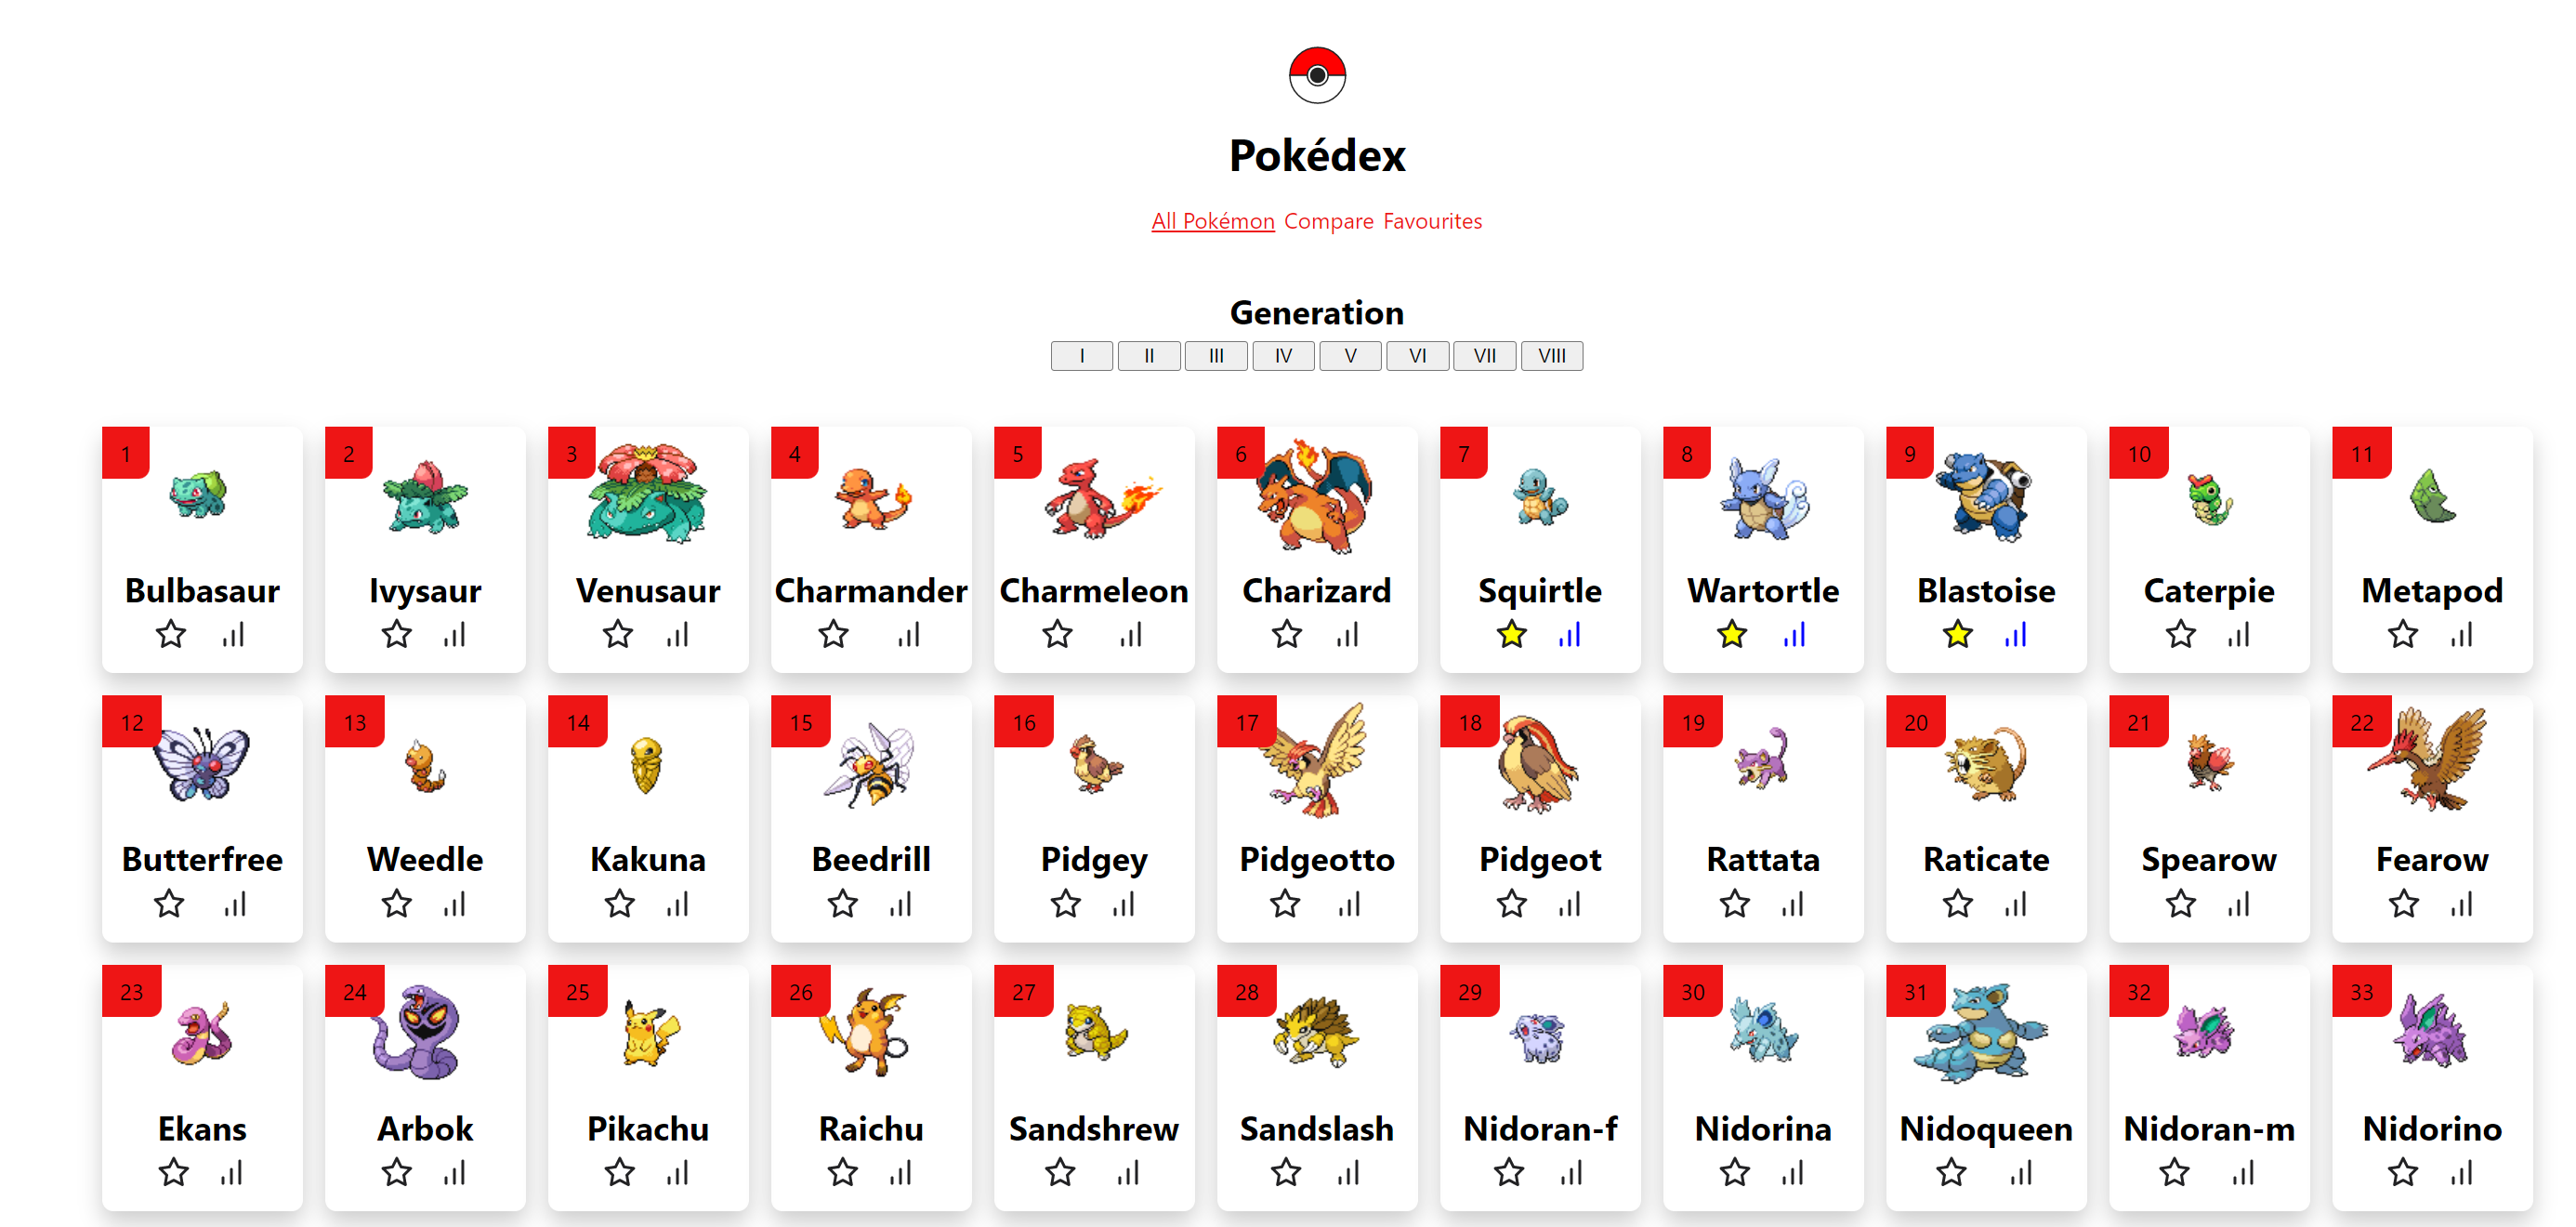 Pokédex
All Pokémon Compare Favourites
Generation
I II III IV V VI VII VIII
1 2 3 4 5 6 7 8 9 10 11
Bulbasaur Ivysaur Venusaur Charmander Charmeleon Charizard Squirtle Wartortle Blastoise Caterpie Metapod
12 13 14 15 16 17 18 19 20 21 22
Butterfree Weedle Kakuna Beedrill Pidgey Pidgeotto Pidgeot Rattata Raticate Spearow Fearow
23 24 25 26 27 28 29 30 31 32 33
Ekans Arbok Pikachu Raichu Sandshrew Sandslash Nidoran-f Nidorina Nidoqueen Nidoran-m Nidorino